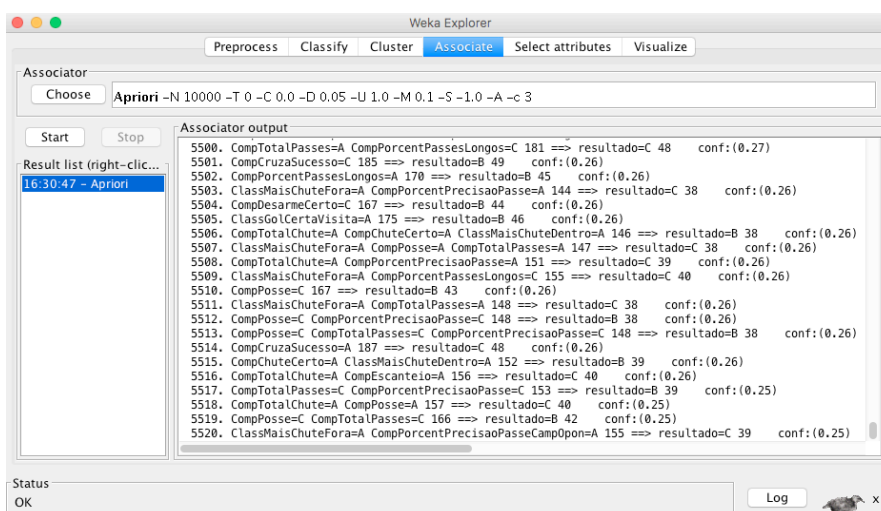 Weka Explorer
Preprocess Classify Cluster Associate Select attributes Visualize
Associator
Choose Apriori -N 10000 -T 0 -C 0.0 -D 0.05 -U 1.0 -M 0.1 -S -1.0 -A -c 3
Start Stop
Result list (right-clic...
16:30:47 - Apriori
Associator output
5500. CompTotalPasses=A CompPorcentPassesLongos=C 181 ==> resultado=C 48 conf:(0.27)
5501. CompCruzaSucesso=C 185 ==> resultado=B 49 conf:(0.26)
5502. CompPorcentPassesLongos=A 170 ==> resultado=B 45 conf:(0.26)
5503. ClassMaisChuteFora=A CompPorcentPrecisaoPasse=A 144 ==> resultado=C 38 conf:(0.26)
5504. CompDesarmeCerto=C 167 ==> resultado=B 44 conf:(0.26)
5505. ClassGolCertaVisita=A 175 ==> resultado=B 46 conf:(0.26)
5506. CompTotalChute=A CompChuteCerto=A ClassMaisChuteDentro=A 146 ==> resultado=B 38 conf:(0.26)
5507. ClassMaisChuteFora=A CompPosse=A CompTotalPasses=A 147 ==> resultado=C 38 conf:(0.26)
5508. CompTotalChute=A CompPorcentPrecisaoPasse=A 151 ==> resultado=C 39 conf:(0.26)
5509. ClassMaisChuteFora=A CompPorcentPassesLongos=C 155 ==> resultado=C 40 conf:(0.26)
5510. CompPosse=C 167 ==> resultado=B 43 conf:(0.26)
5511. ClassMaisChuteFora=A CompTotalPasses=A 148 ==> resultado=C 38 conf:(0.26)
5512. CompPosse=C CompPorcentPrecisaoPasse=C 148 ==> resultado=B 38 conf:(0.26)
5513. CompPosse=C CompTotalPasses=C CompPorcentPrecisaoPasse=C 148 ==> resultado=B 38 conf:(0.26)
5514. CompCruzaSucesso=A 187 ==> resultado=C 48 conf:(0.26)
5515. CompChuteCerto=A ClassMaisChuteDentro=A 152 ==> resultado=B 39 conf:(0.26)
5516. CompTotalChute=A CompEscanteio=A 156 ==> resultado=C 40 conf:(0.26)
5517. CompTotalPasses=C CompPorcentPrecisaoPasse=C 153 ==> resultado=B 39 conf:(0.25)
5518. CompTotalChute=A CompPosse=A 157 ==> resultado=C 40 conf:(0.25)
5519. CompPosse=C CompTotalPasses=C 166 ==> resultado=B 42 conf:(0.25)
5520. ClassMaisChuteFora=A CompPorcentPrecisaoPasseCampOpon=A 155 ==> resultado=C 39 conf:(0.25)
Status
OK
Log
x